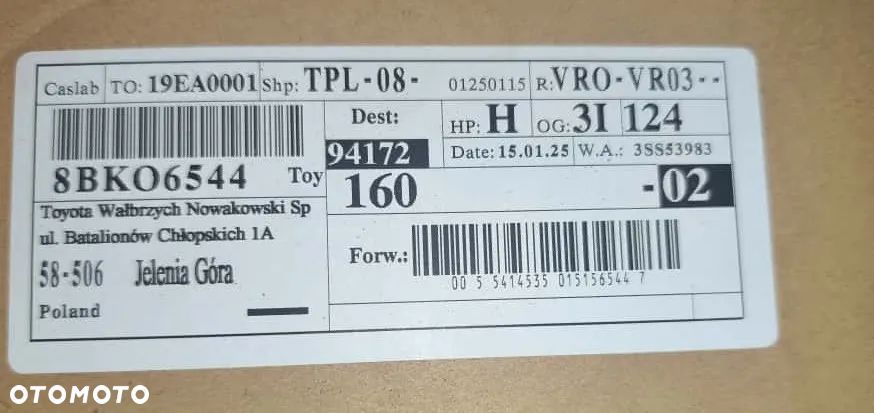 Caslab TO: 19EA0001 Shp: TPL-08- 01250115 R: VRO-VR03--
Dest: HP: H OG: 3I 124
94172 Date: 15.01.25 W.A.: 3SS53983
8BKO6544 Toy 160 -02
Toyota Wałbrzych Nowakowski Sp
ul. Batalionów Chłopskich 1A
Forw.:
58-506 Jelenia Góra
00 5 5414535 015156544 7
Poland
OTOMOTO